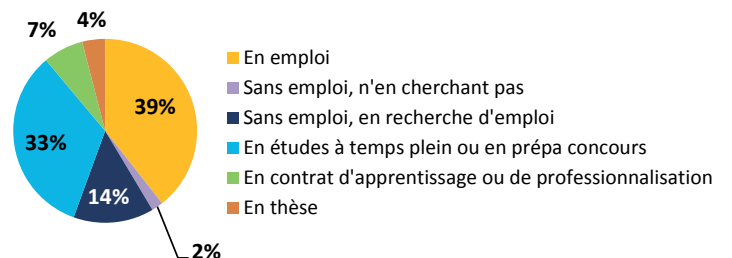 4%
7%
39%
33%
14%
2%
En emploi
Sans emploi, n'en cherchant pas
Sans emploi, en recherche d'emploi
En études à temps plein ou en prépa concours
En contrat d'apprentissage ou de professionnalisation
En thèse